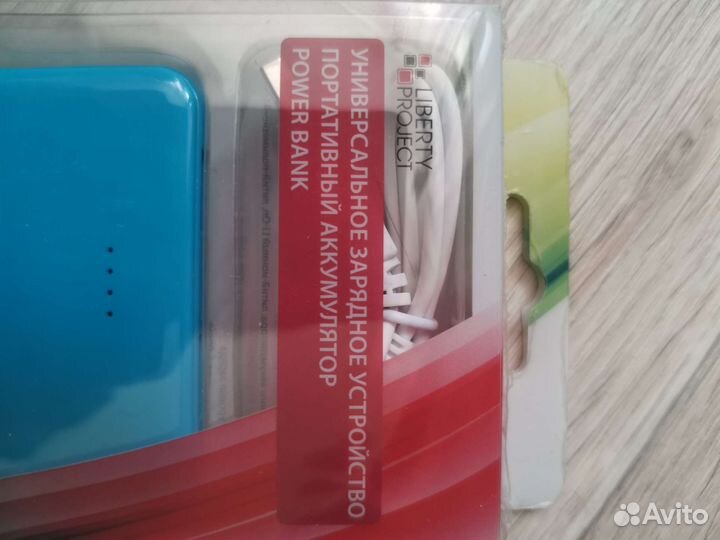 LIBERTY
PROJECT
УНИВЕРСАЛЬНОЕ ЗАРЯДНОЕ УСТРОЙСТВО
ПОРТАТИВНЫЙ АККУМУЛЯТОР
POWER BANK
Avito